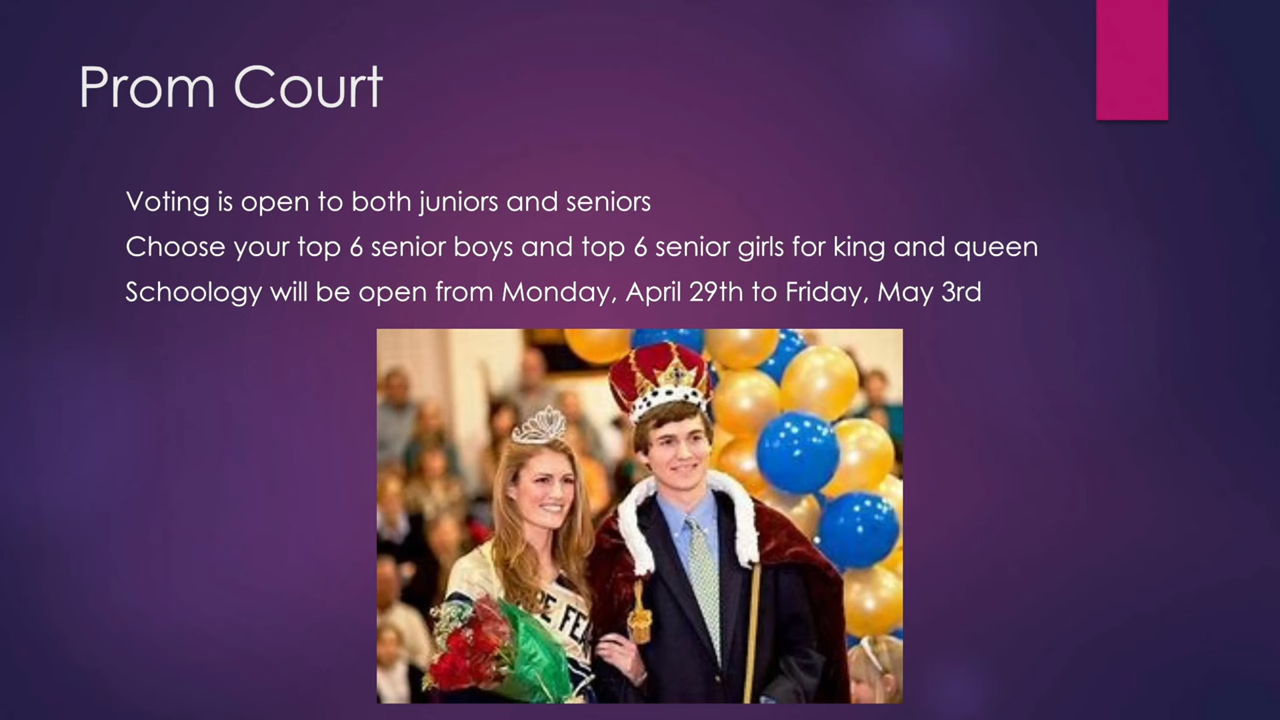 Prom Court
Voting is open to both juniors and seniors
Choose your top 6 senior boys and top 6 senior girls for king and queen
Schoology will be open from Monday, April 29th to Friday, May 3rd